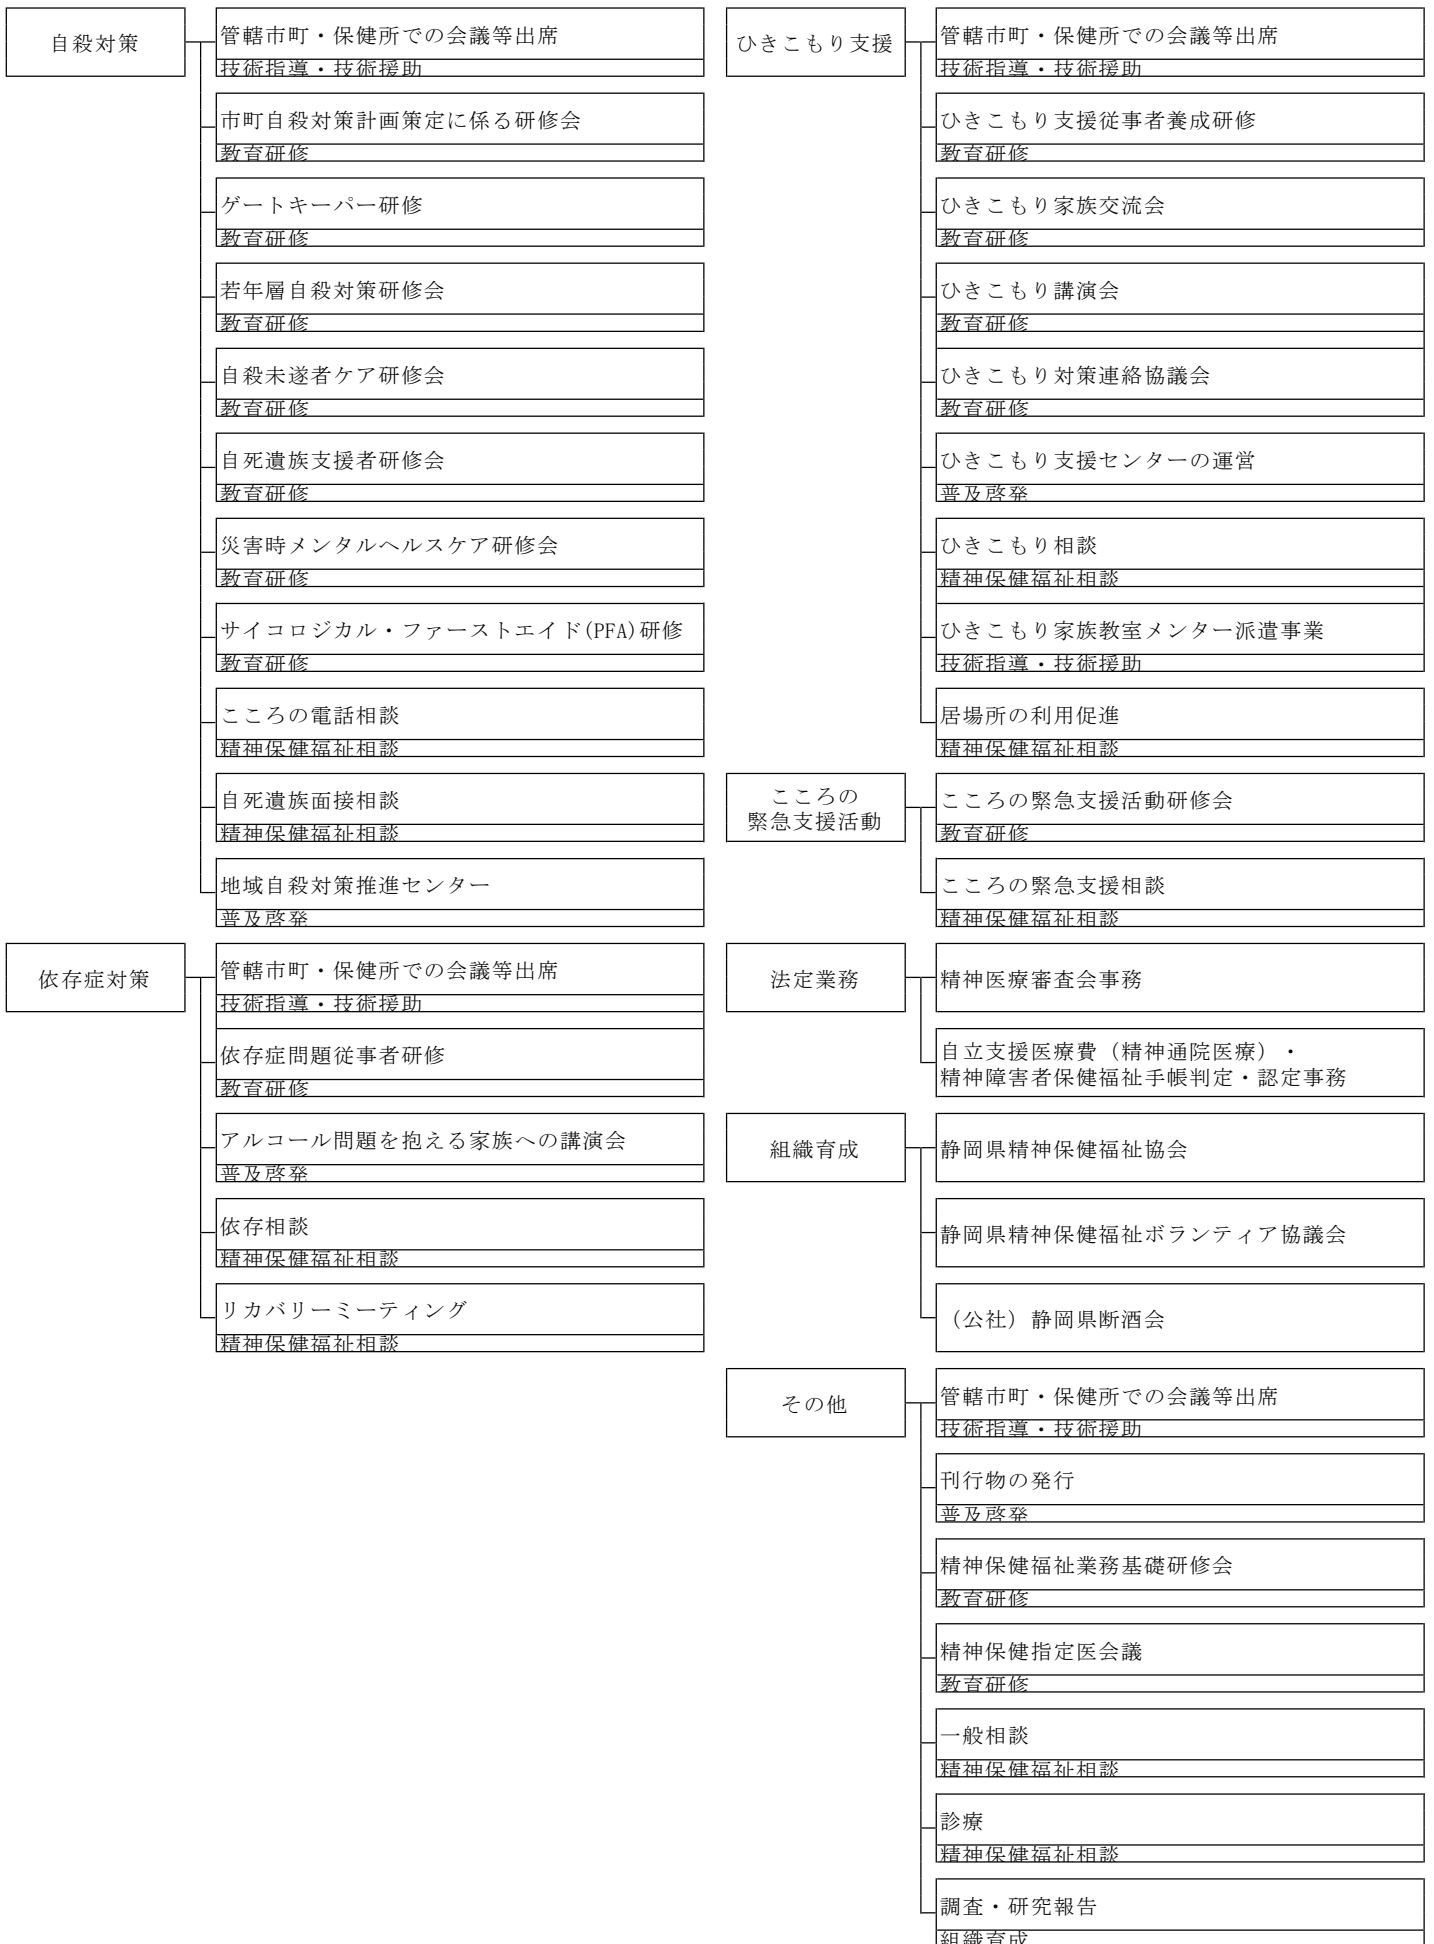 自殺対策
管轄市町・保健所での会議等出席
技術指導・技術援助
市町自殺対策計画策定に係る研修会
教育研修
ゲートキーパー研修
教育研修
若年層自殺対策研修会
教育研修
自殺未遂者ケア研修会
教育研修
自死遺族支援者研修会
教育研修
災害時メンタルヘルスケア研修会
教育研修
サイコロジカル・ファーストエイド(PFA)研修
教育研修
こころの電話相談
精神保健福祉相談
自死遺族面接相談
精神保健福祉相談
地域自殺対策推進センター
普及啓発
依存症対策
管轄市町・保健所での会議等出席
技術指導・技術援助
依存症問題従事者研修
教育研修
アルコール問題を抱える家族への講演会
普及啓発
依存相談
精神保健福祉相談
リカバリーミーティング
精神保健福祉相談
ひきこもり支援
管轄市町・保健所での会議等出席
技術指導・技術援助
ひきこもり支援従事者養成研修
教育研修
ひきこもり家族交流会
教育研修
ひきこもり講演会
教育研修
ひきこもり対策連絡協議会
教育研修
ひきこもり支援センターの運営
普及啓発
ひきこもり相談
精神保健福祉相談
ひきこもり家族教室メンター派遣事業
技術指導・技術援助
居場所の利用促進
精神保健福祉相談
こころの
緊急支援活動
こころの緊急支援活動研修会
教育研修
こころの緊急支援相談
精神保健福祉相談
法定業務
精神医療審査会事務
自立支援医療費（精神通院医療）・
精神障害者保健福祉手帳判定・認定事務
組織育成
静岡県精神保健福祉協会
静岡県精神保健福祉ボランティア協議会
（公社）静岡県断酒会
その他
管轄市町・保健所での会議等出席
技術指導・技術援助
刊行物の発行
普及啓発
精神保健福祉業務基礎研修会
教育研修
精神保健指定医会議
教育研修
一般相談
精神保健福祉相談
診療
精神保健福祉相談
調査・研究報告
組織育成